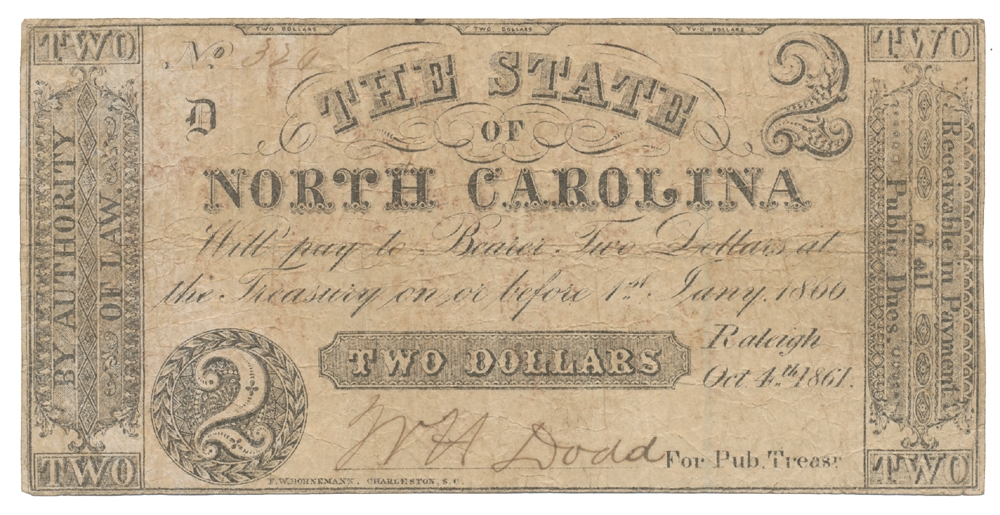 TWO DOLLARS TWO DOLLARS TWO DOLLARS
TWO TWO
No 320
D
THE STATE
2
OF
NORTH CAROLINA
Will pay to Bearer Two Dollars at
the Treasury on or before 1st Jany. 1866
Raleigh
TWO DOLLARS
Oct 4th 1861.
2
W H Dodd For Pub. Treasr
F. W. BORNEMANN, CHARLESTON, S. C.
TWO TWO
BY AUTHORITY
OF LAW.
Receivable in Payment
of all
Public Dues.